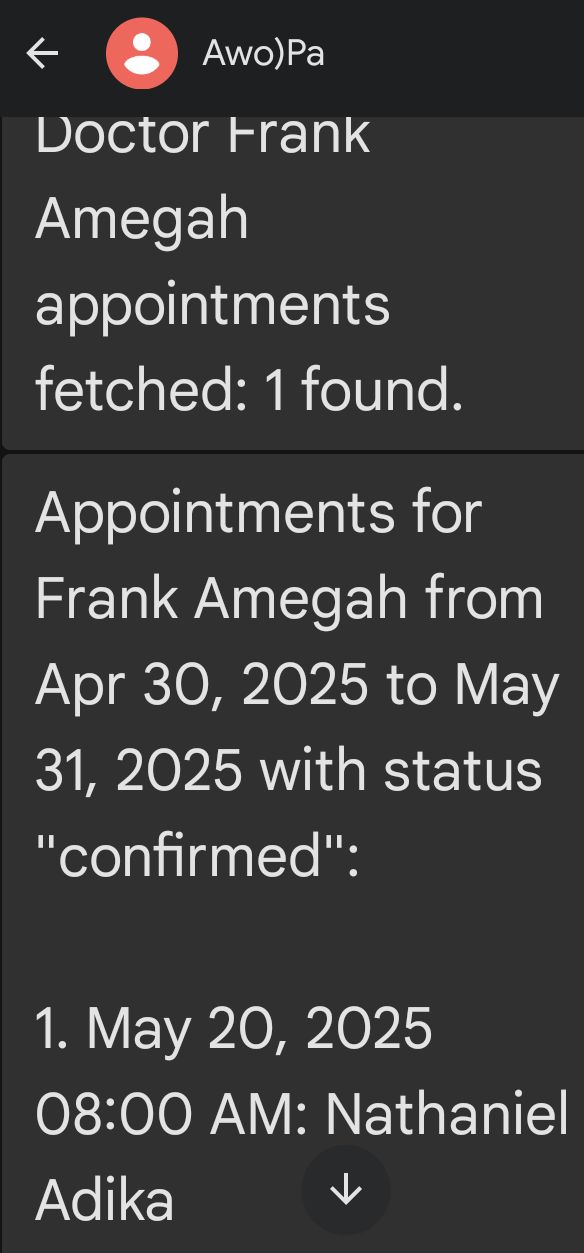 Awo)Pa
Doctor Frank
Amegah
appointments
fetched: 1 found.
Appointments for
Frank Amegah from
Apr 30, 2025 to May
31, 2025 with status
"confirmed":
1. May 20, 2025
08:00 AM: Nathaniel
Adika